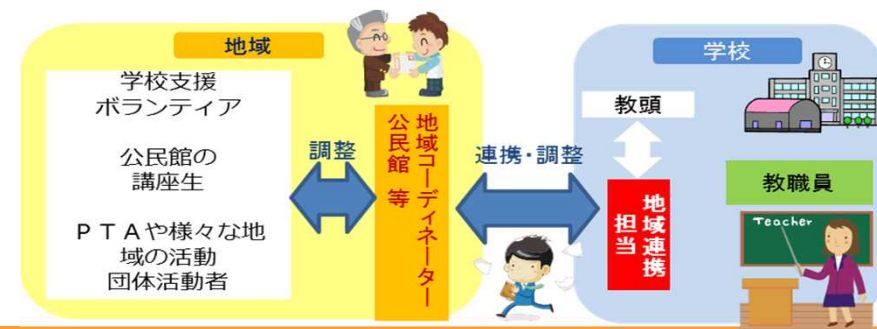 地域
学校支援
ボランティア
公民館の
講座生
ＰＴＡや様々な地
域の活動
団体活動者
調整
地域コーディネーター
公民館 等
連携・調整
学校
教頭
地域連携
担当
教職員
Teacher